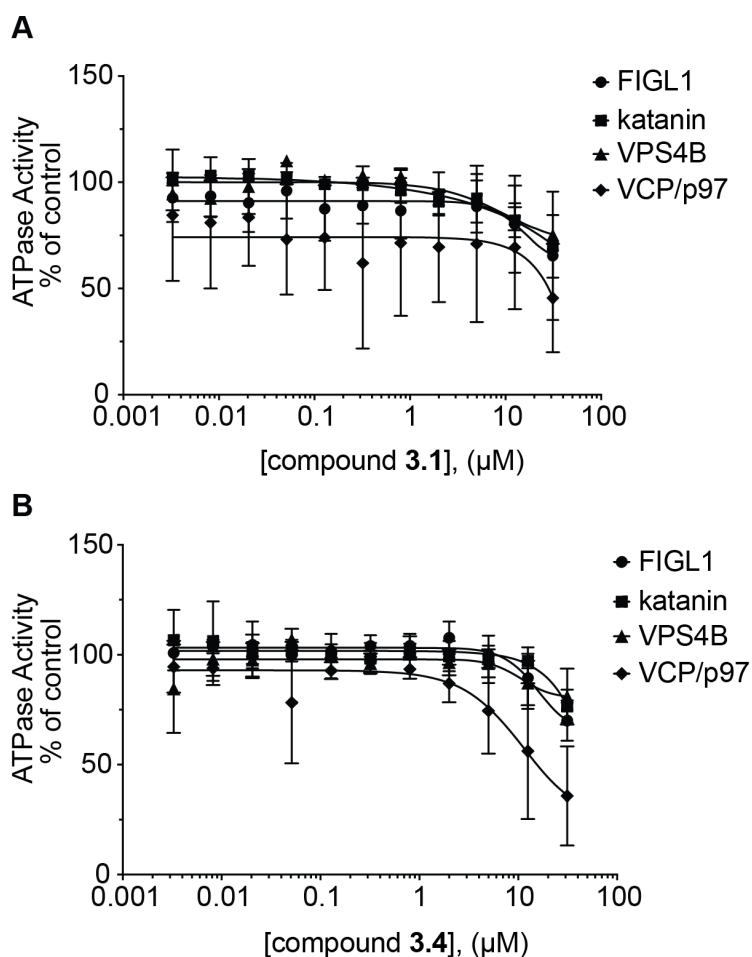 A
150
100
50
0
ATPase Activity
% of control
0.001
0.01
0.1
1
10
100
[compound 3.1], (µM)
FIGL1
katanin
VPS4B
VCP/p97
B
150
100
50
0
ATPase Activity
% of control
0.001
0.01
0.1
1
10
100
[compound 3.4], (µM)
FIGL1
katanin
VPS4B
VCP/p97